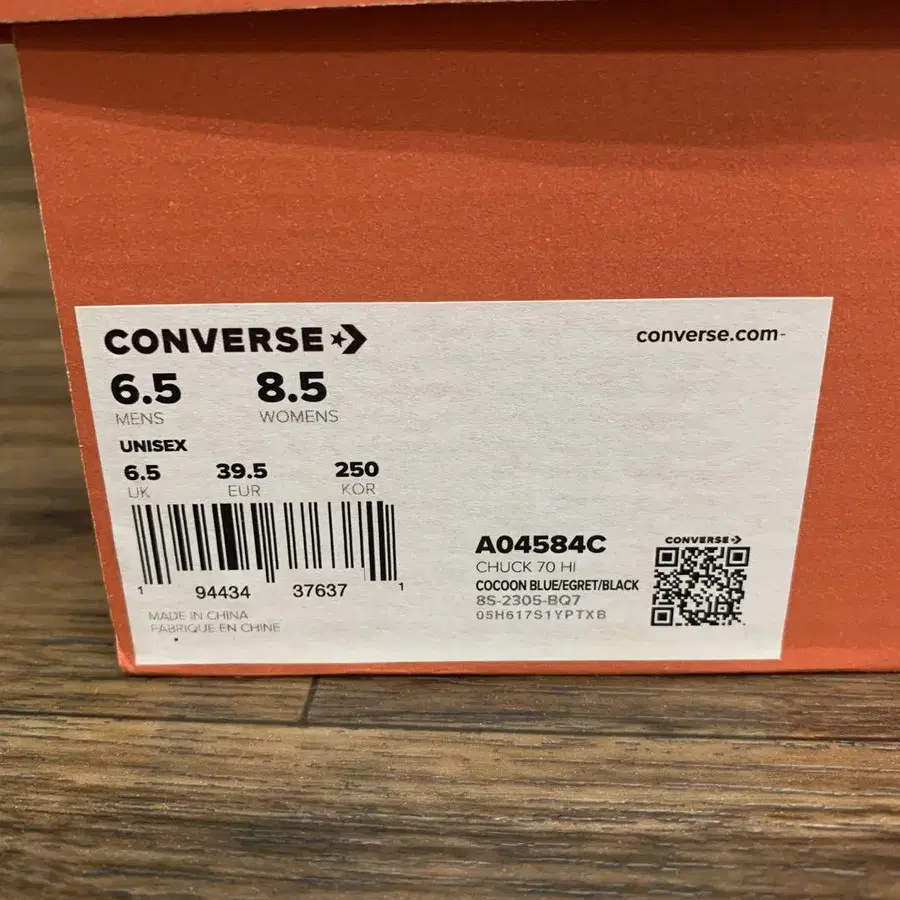 CONVERSE
converse.com
6.5 8.5
MENS WOMENS
UNISEX
6.5 39.5 250
UK EUR KOR
1 94434 37637 1
MADE IN CHINA
FABRIQUE EN CHINE
A04584C
CHUCK 70 HI
COCOON BLUE/EGRET/BLACK
8S-2305-BQ7
05H617S1YPTXB
CONVERSE